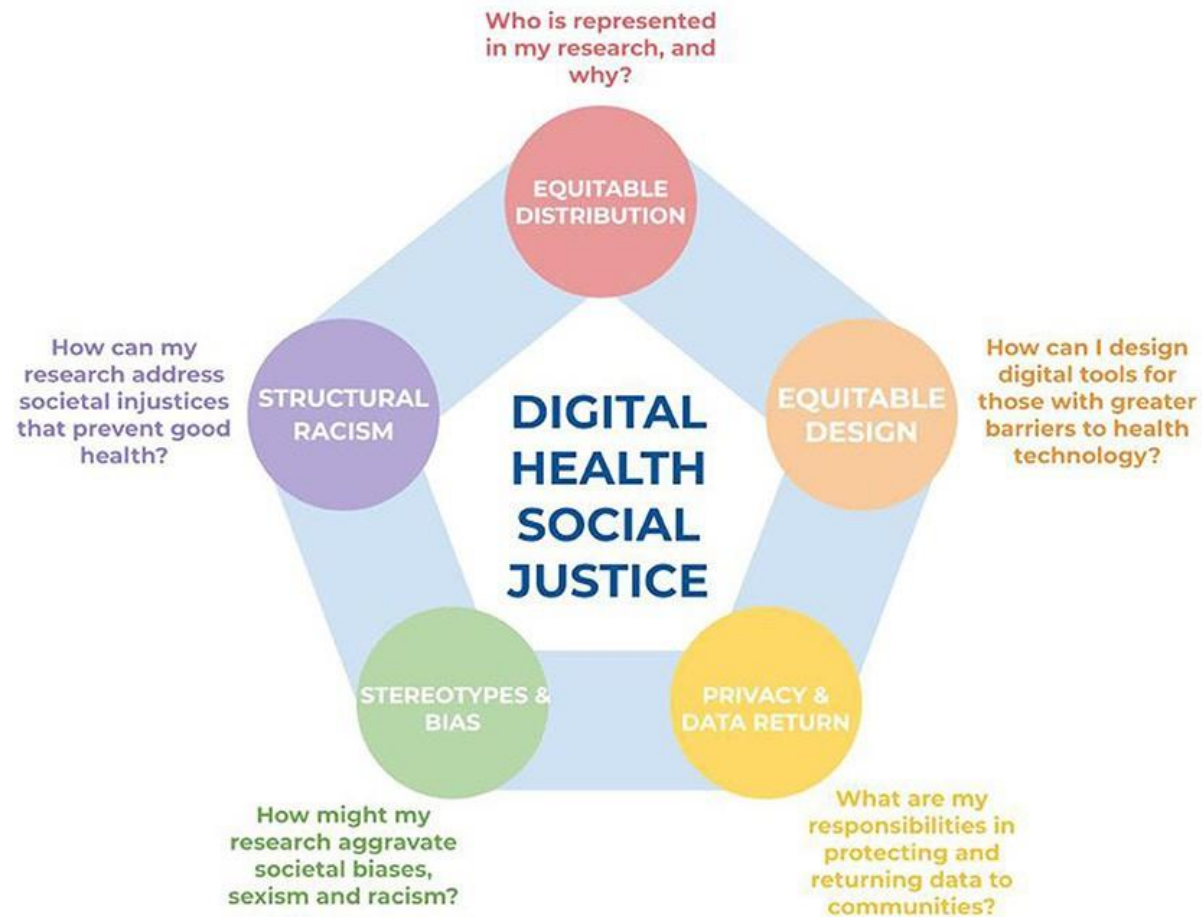 Who is represented
in my research, and
why?
EQUITABLE
DISTRIBUTION
How can my
research address
societal injustices
that prevent good
health?
STRUCTURAL
RACISM
DIGITAL
HEALTH
SOCIAL
JUSTICE
EQUITABLE
DESIGN
How can I design
digital tools for
those with greater
barriers to health
technology?
STEREOTYPES &
BIAS
PRIVACY &
DATA RETURN
How might my
research aggravate
societal biases,
sexism and racism?
What are my
responsibilities in
protecting and
returning data to
communities?